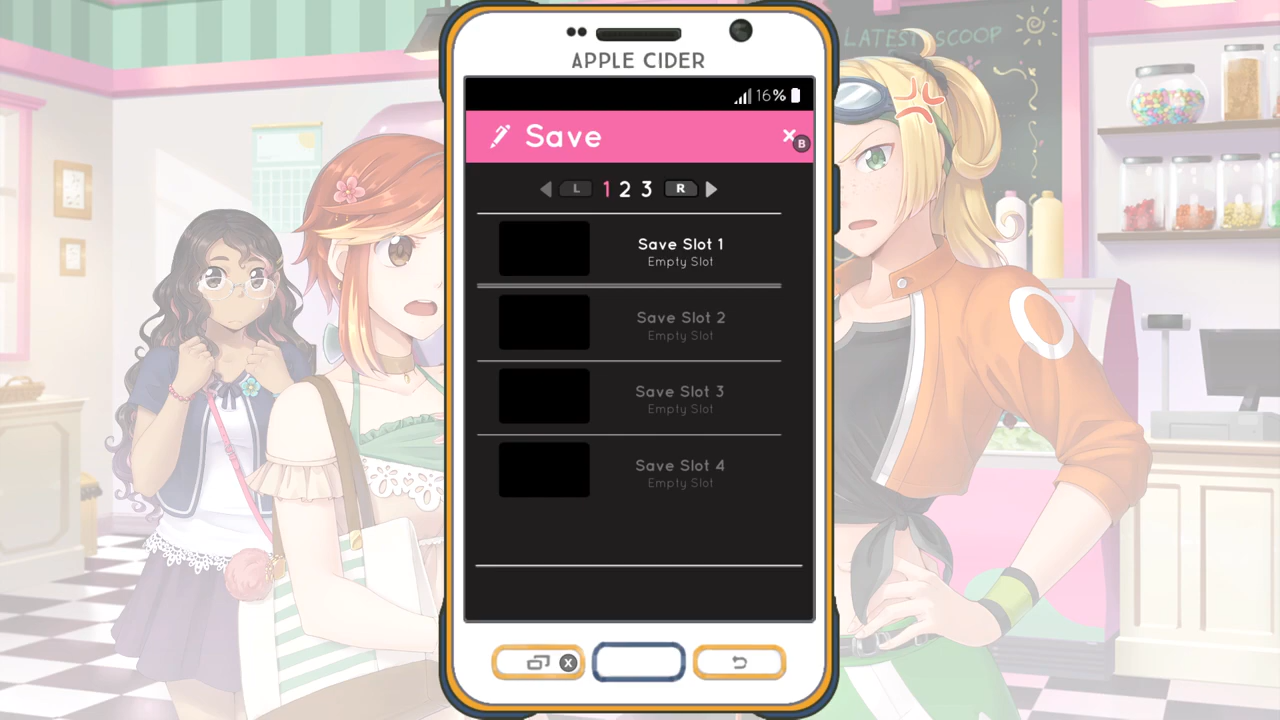 LATEST SCOOP
APPLE CIDER
16%
Save
B
L 1 2 3 R
Save Slot 1
Empty Slot
Save Slot 2
Empty Slot
Save Slot 3
Empty Slot
Save Slot 4
Empty Slot
X